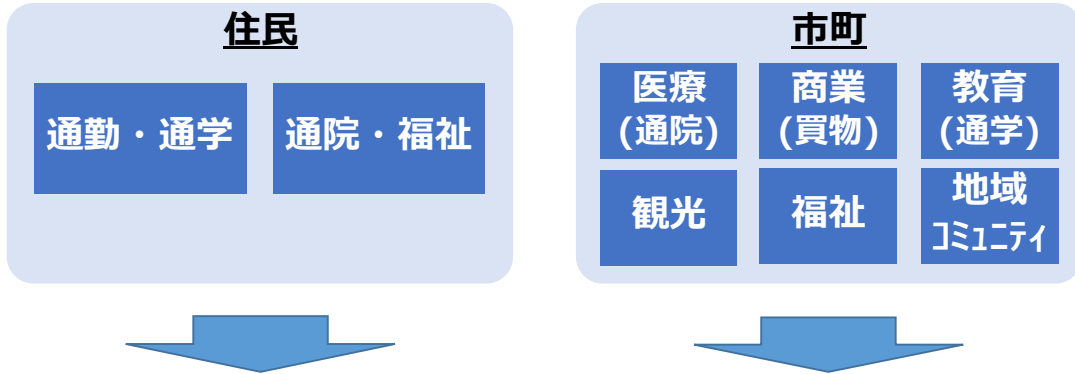 住民
通勤・通学
通院・福祉
市町
医療
(通院)
商業
(買物)
教育
(通学)
観光
福祉
地域
ｺﾐｭﾆﾃｨ